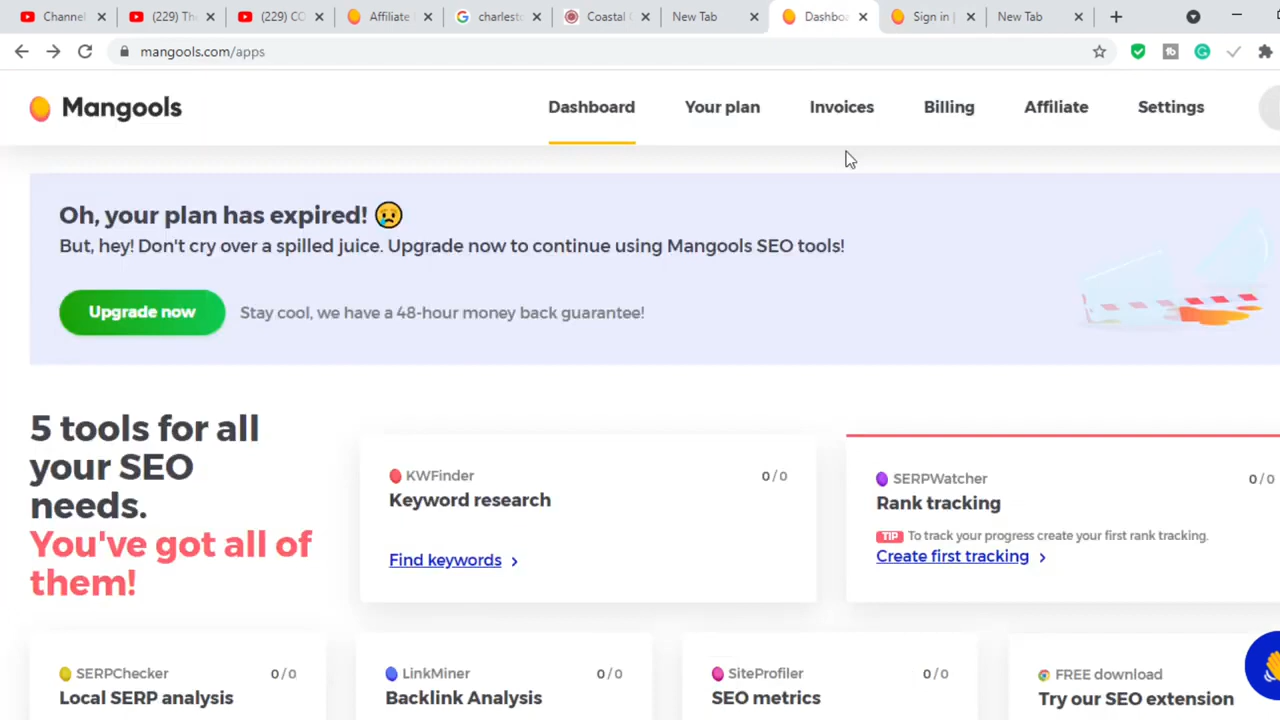 Channel
(229) Th
(229) CO
Affiliate
charlest
Coastal
New Tab
Dashbo
Sign in |
New Tab
mangools.com/apps
Mangools
Dashboard
Your plan
Invoices
Billing
Affiliate
Settings
Oh, your plan has expired! 😢
But, hey! Don't cry over a spilled juice. Upgrade now to continue using Mangools SEO tools!
Upgrade now
Stay cool, we have a 48-hour money back guarantee!
5 tools for all
your SEO
needs.
You've got all of
them!
KWFinder
0/0
Keyword research
Find keywords
SERPWatcher
0/0
Rank tracking
TIP To track your progress create your first rank tracking.
Create first tracking
SERPChecker
0/0
Local SERP analysis
LinkMiner
0/0
Backlink Analysis
SiteProfiler
0/0
SEO metrics
FREE download
Try our SEO extension